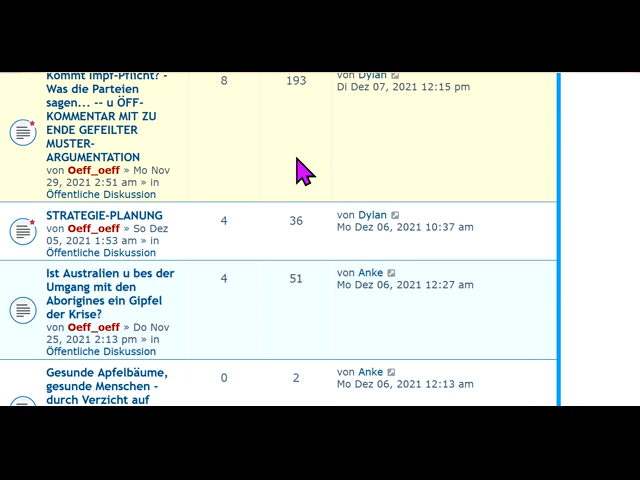 Kommt Impf-Pflicht? -
Was die Parteien
sagen... -- u ÖFF-
KOMMENTAR MIT ZU
ENDE GEFEILTER
MUSTER-
ARGUMENTATION
von Oeff_oeff » Mo Nov
29, 2021 2:51 am » in
Öffentliche Diskussion
8
193
von Dylan
Di Dez 07, 2021 12:15 pm
STRATEGIE-PLANUNG
von Oeff_oeff » So Dez
05, 2021 1:53 am » in
Öffentliche Diskussion
4
36
von Dylan
Mo Dez 06, 2021 10:37 am
Ist Australien u bes der
Umgang mit den
Aborigines ein Gipfel
der Krise?
von Oeff_oeff » Do Nov
25, 2021 2:13 pm » in
Öffentliche Diskussion
4
51
von Anke
Mo Dez 06, 2021 12:27 am
Gesunde Apfelbäume,
gesunde Menschen -
durch Verzicht auf
0
2
von Anke
Mo Dez 06, 2021 12:13 am